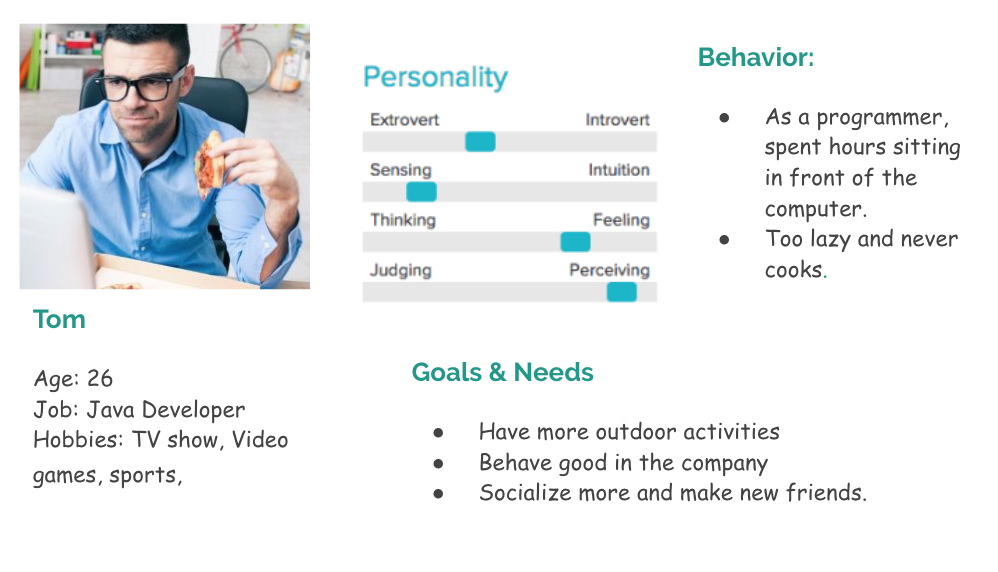 Tom
Age: 26
Job: Java Developer
Hobbies: TV show, Video
games, sports,
Personality
Extrovert Introvert
Sensing Intuition
Thinking Feeling
Judging Perceiving
Behavior:
● As a programmer,
spent hours sitting
in front of the
computer.
● Too lazy and never
cooks.
Goals & Needs
● Have more outdoor activities
● Behave good in the company
● Socialize more and make new friends.